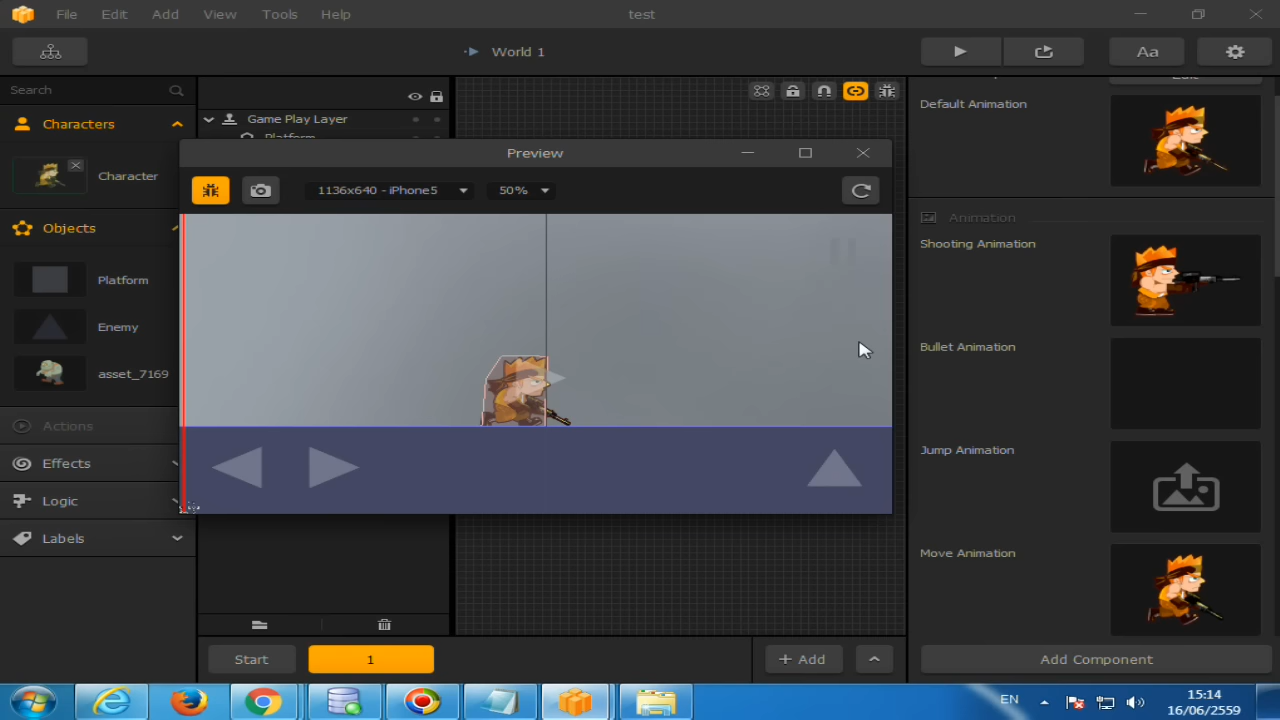 File Edit Add View Tools Help test
World 1
Aa
Search
Characters
Character
Objects
Platform
Enemy
asset_7169
Actions
Effects
Logic
Labels
Game Play Layer
Platform
Preview
1136x640 - iPhone5 50%
Default Animation
Animation
Shooting Animation
Bullet Animation
Jump Animation
Move Animation
Start 1 + Add
Add Component
EN
15:14
16/06/2559